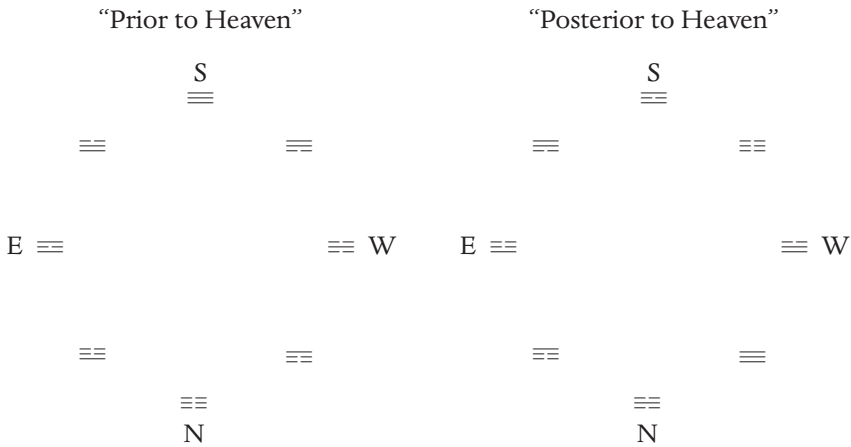 “Prior to Heaven” “Posterior to Heaven”
S S
☰ ☲
☱ ☴ ☴ ☷
E ☲ ☵ W E ☳ ☱ W
☳ ☶ ☶ ☰
☷ ☵
N N